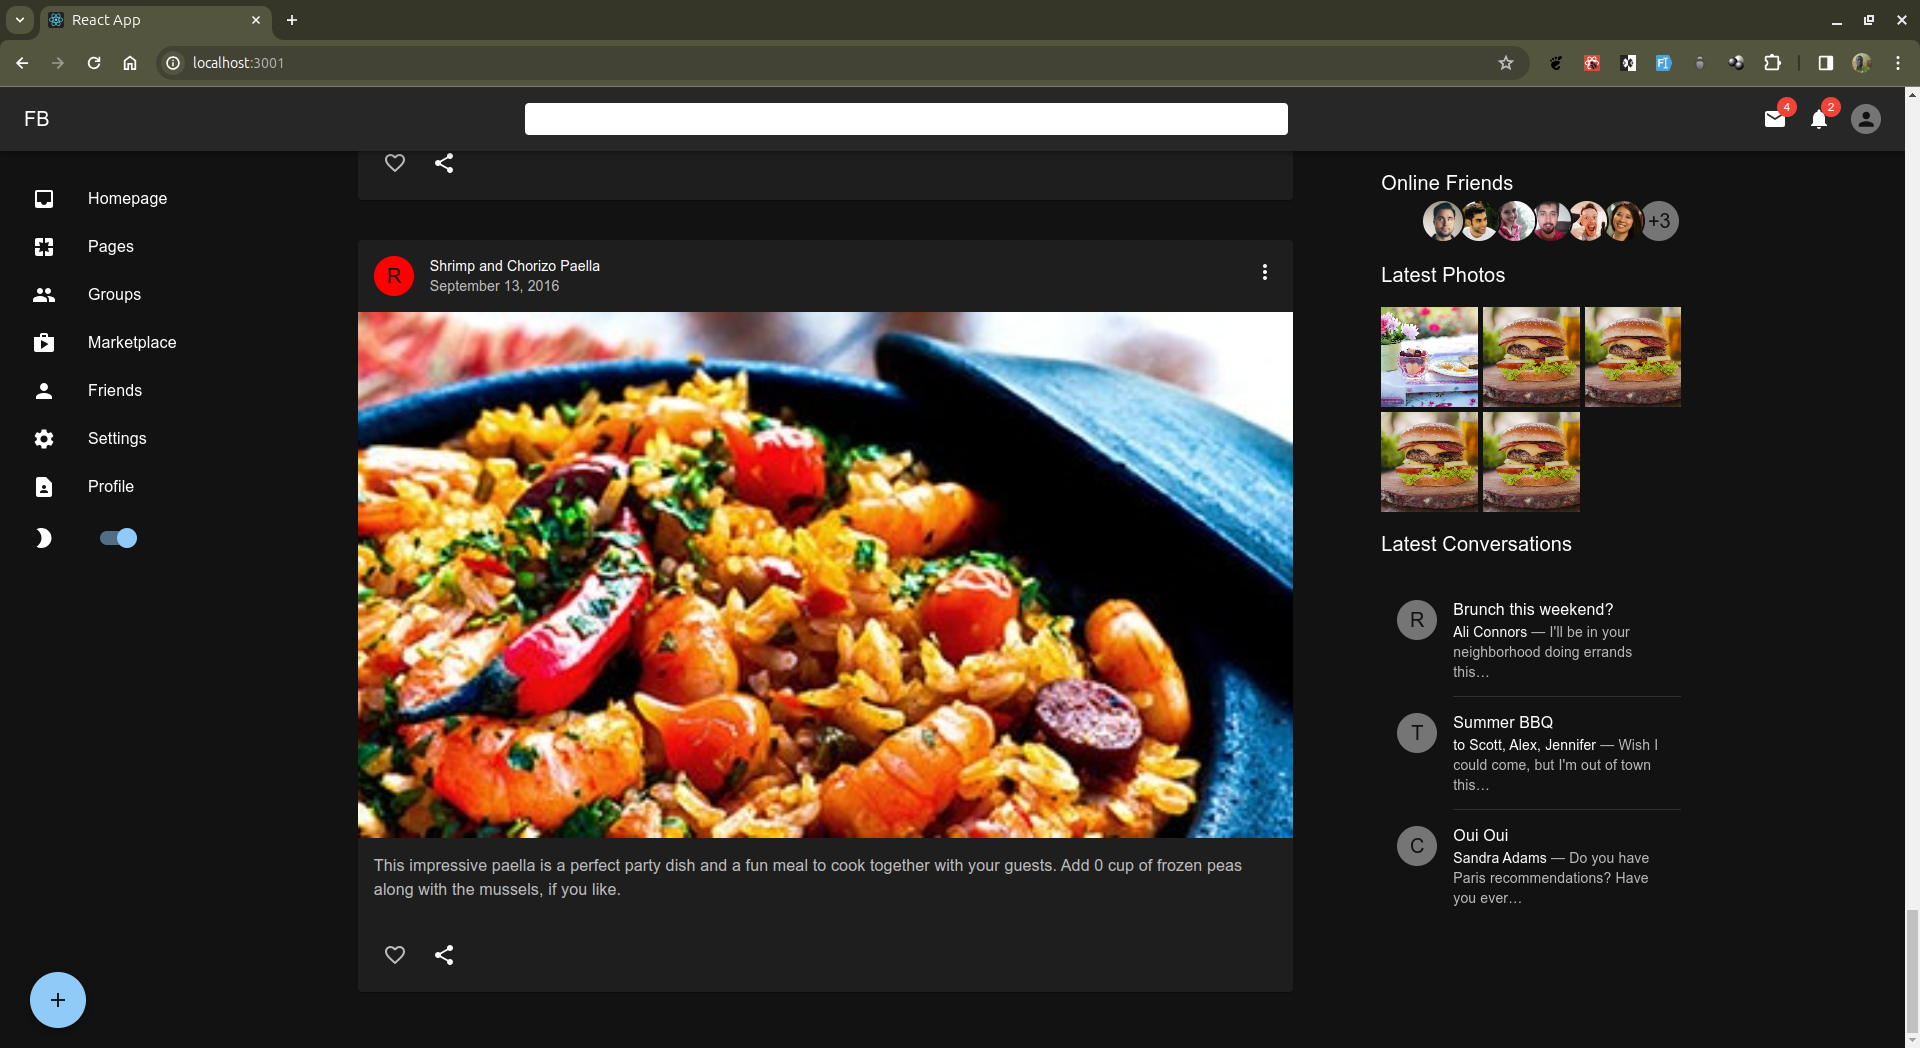 React App
localhost:3001
FB
4
2
Homepage
Pages
Groups
Marketplace
Friends
Settings
Profile
R
Shrimp and Chorizo Paella
September 13, 2016
This impressive paella is a perfect party dish and a fun meal to cook together with your guests. Add 0 cup of frozen peas
along with the mussels, if you like.
Online Friends
+3
Latest Photos
Latest Conversations
R
Brunch this weekend?
Ali Connors — I'll be in your
neighborhood doing errands
this…
T
Summer BBQ
to Scott, Alex, Jennifer — Wish I
could come, but I'm out of town
this…
C
Oui Oui
Sandra Adams — Do you have
Paris recommendations? Have
you ever…